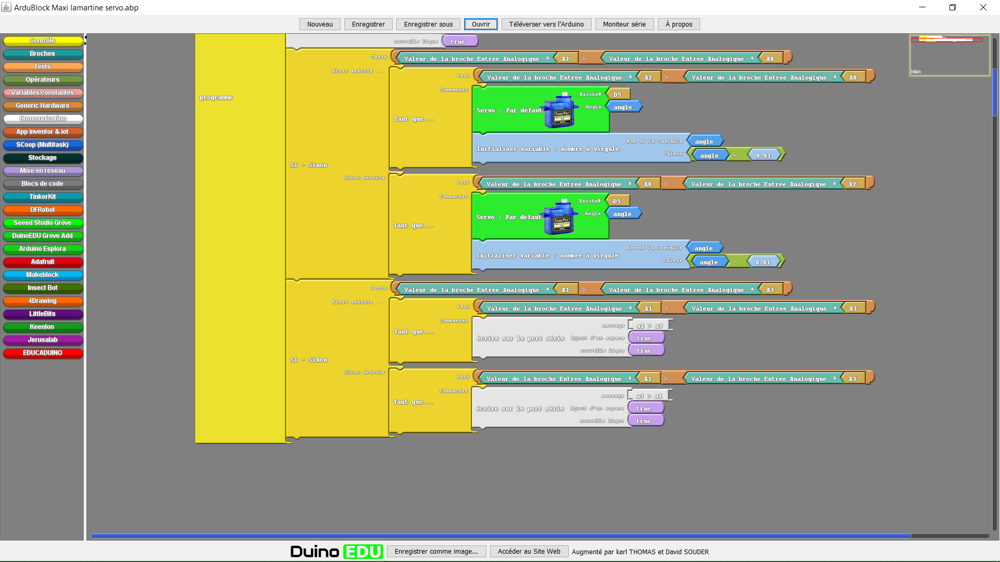 ArduBlock Maxi lamartine servo.abp
Nouveau Enregistrer Enregistrer sous Ouvrir Téléverser vers l'Arduino Moniteur série À propos
Contrôle
Broches
Tests
Opérateurs
Variables/constantes
Generic Hardware
Communication
App inventor & iot
SCoop (Multitask)
Stockage
Mise en réseau
Blocs de code
TinkerKit
DFRobot
Seeed Studio Grove
DuinoEDU Grove Add
Arduino Esplora
Adafruit
Makeblock
Insect Bot
4Drawing
LittleBits
Keenlon
Jerusalab
EDUCADUINO
programme
nouvelle ligne true
Si - Sinon
Teste Valeur de la broche Entree Analogique # A2 > Valeur de la broche Entree Analogique # A0
Alors exécute ...
Tant que...
test Valeur de la broche Entree Analogique # A2 > Valeur de la broche Entree Analogique # A0
Commandes
Servo : Par défaut
TOWER PRO
Broche# D5
Angle angle
Initialiser variable : nombre à virgule
Nom de la variable angle
Valeur angle + 0.01
Sinon éxécute
Tant que...
test Valeur de la broche Entree Analogique # A0 > Valeur de la broche Entree Analogique # A2
Commandes
Servo : Par défaut
TOWER PRO
Broche# D5
Angle angle
Initialiser variable : nombre à virgule
Nom de la variable angle
Valeur angle - 0.01
Si - Sinon
Teste Valeur de la broche Entree Analogique # A1 > Valeur de la broche Entree Analogique # A3
Alors exécute ...
Tant que...
test Valeur de la broche Entree Analogique # A1 > Valeur de la broche Entree Analogique # A3
Commandes
écrire sur le port série
message a1 > a3
Ajout d'un espace true
nouvelle ligne true
Sinon éxécute
Tant que...
test Valeur de la broche Entree Analogique # A1 > Valeur de la broche Entree Analogique # A3
Commandes
écrire sur le port série
message a3 > a1
Ajout d'un espace true
nouvelle ligne true
Main
Duino EDU Enregistrer comme image... Accéder au Site Web Augmenté par karl THOMAS et David SOUDER